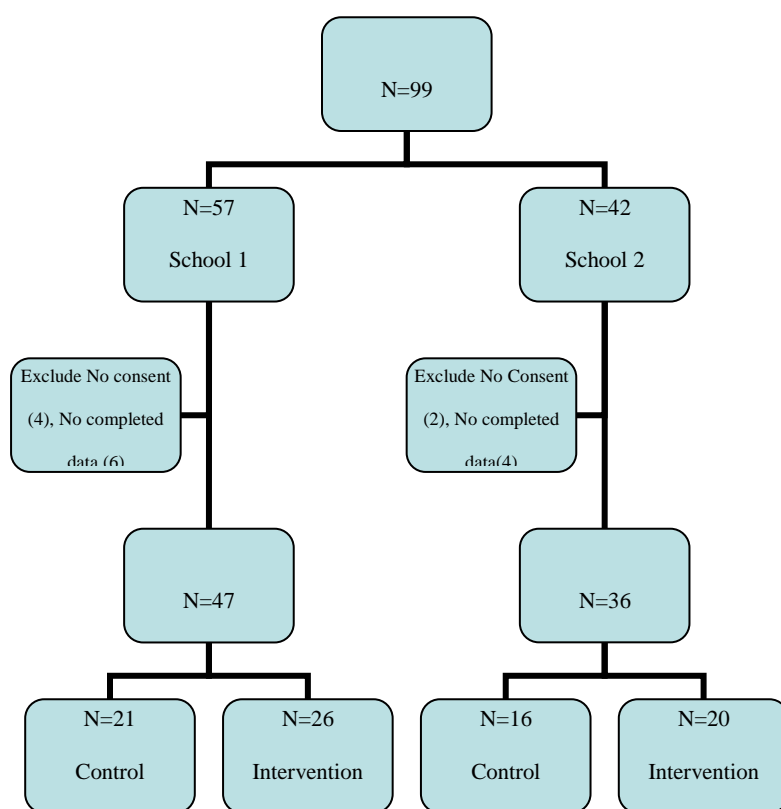 N=99
N=57
School 1
N=42
School 2
Exclude No consent
(4), No completed
data (6)
Exclude No Consent
(2), No completed
data(4)
N=47
N=36
N=21
Control
N=26
Intervention
N=16
Control
N=20
Intervention